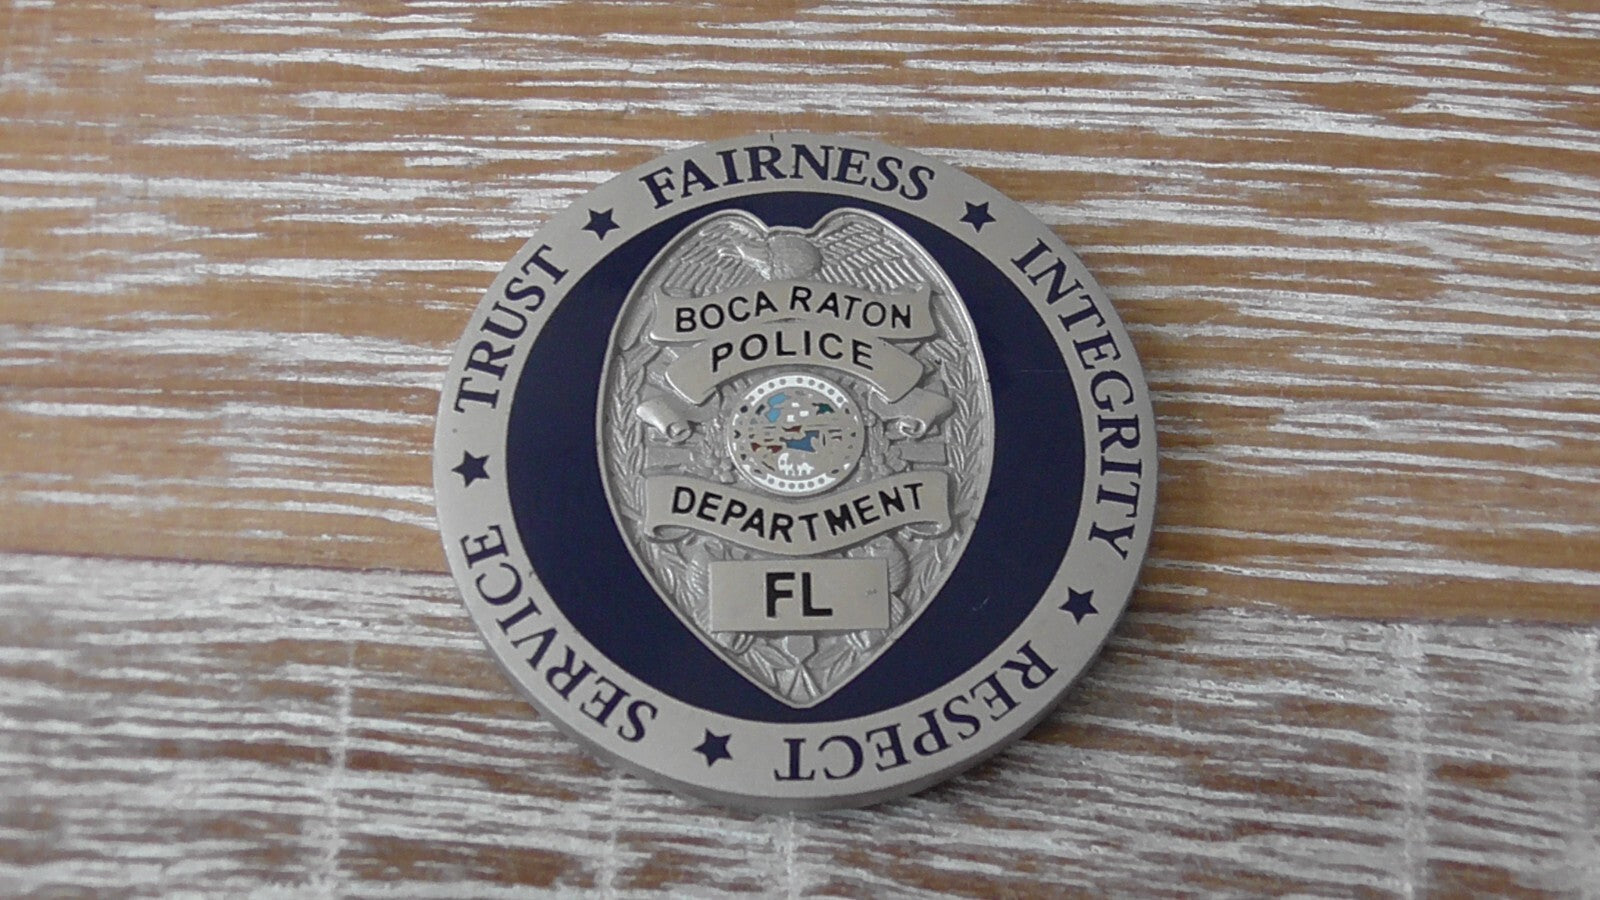 FAIRNESS ★ INTEGRITY ★ RESPECT ★ SERVICE ★ TRUST ★
BOCA RATON
POLICE
DEPARTMENT
FL